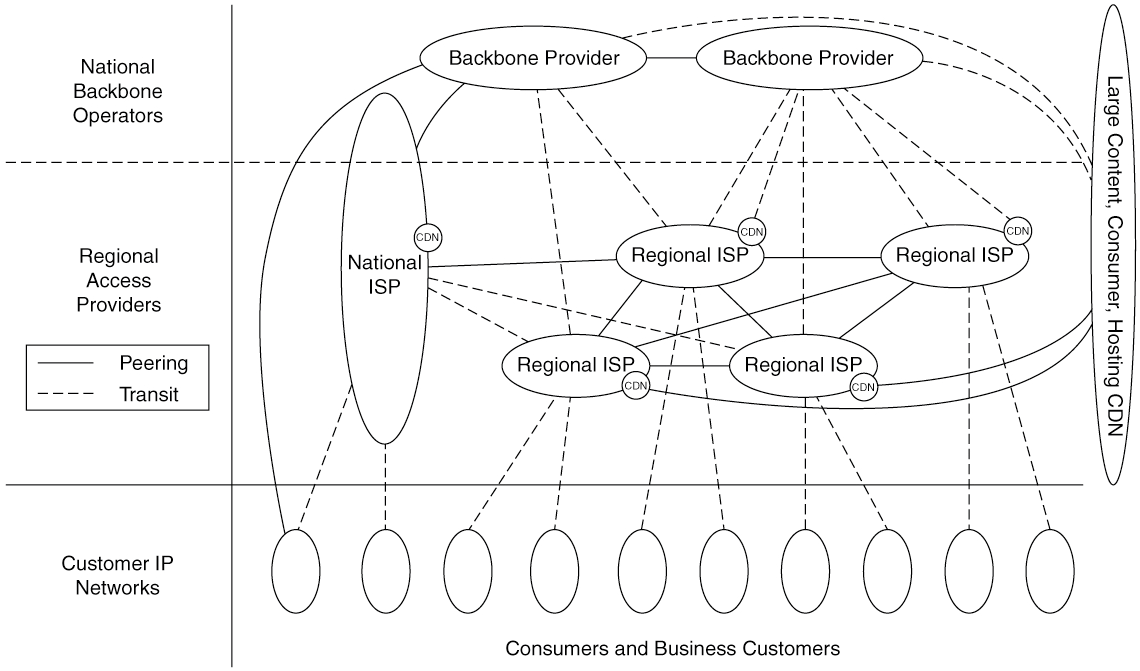 National
Backbone
Operators
Backbone Provider
Backbone Provider
Large Content, Consumer, Hosting CDN
Regional
Access
Providers
CDN
National
ISP
CDN
Regional ISP
CDN
Regional ISP
Regional ISP
CDN
Regional ISP
CDN
Peering
Transit
Customer IP
Networks
Consumers and Business Customers